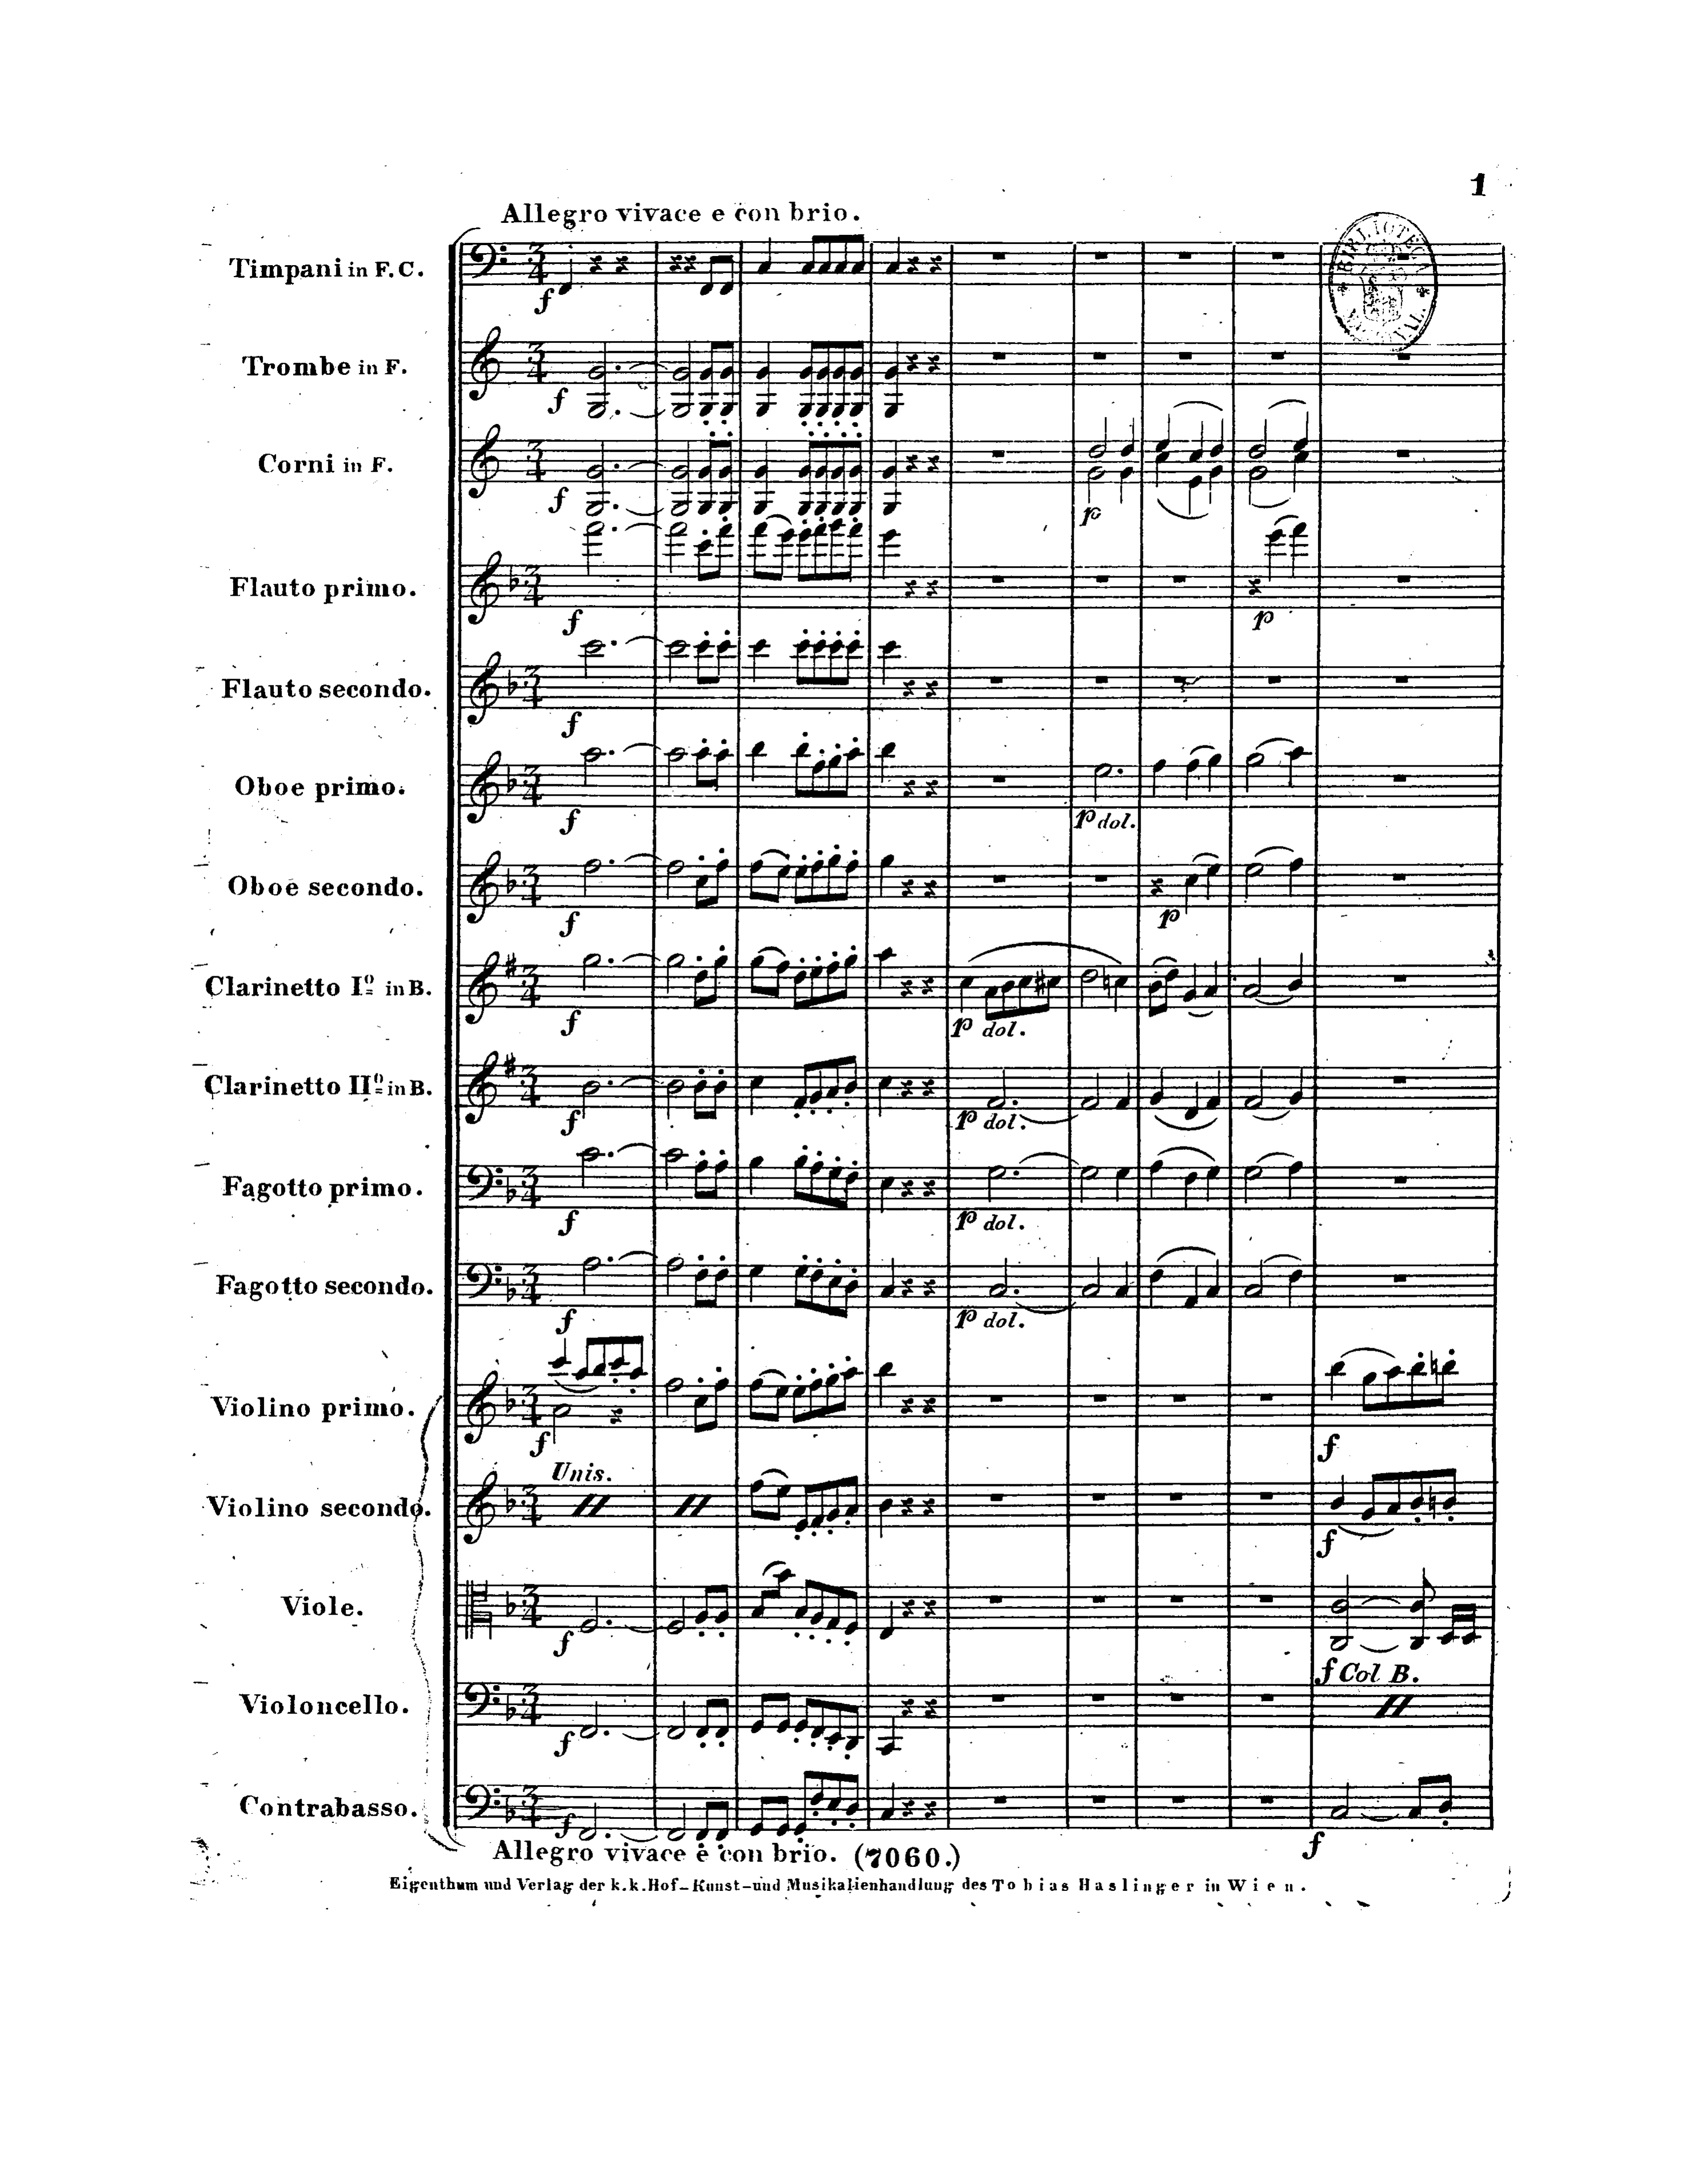 1
Allegro vivace e con brio.
BIBLIOTECA
Timpani in F. C.
f
Trombe in F.
f
Corni in F.
f
p
Flauto primo.
f
p
Flauto secondo.
f
Oboe primo.
f
p dol.
Oboe secondo.
f
p
Clarinetto Iº in B.
f
p dol.
Clarinetto IIº in B.
f
p dol.
Fagotto primo.
f
p dol.
Fagotto secondo.
f
p dol.
Violino primo.
f
f
Unis.
Violino secondo.
f
Viole.
f
f Col B.
Violoncello.
f
Contrabasso.
f
f
Allegro vivace e con brio. (7060.)
Eigenthum und Verlag der k. k. Hof-Kunst-und Musikalienhandlung des Tobias Haslinger in Wien.